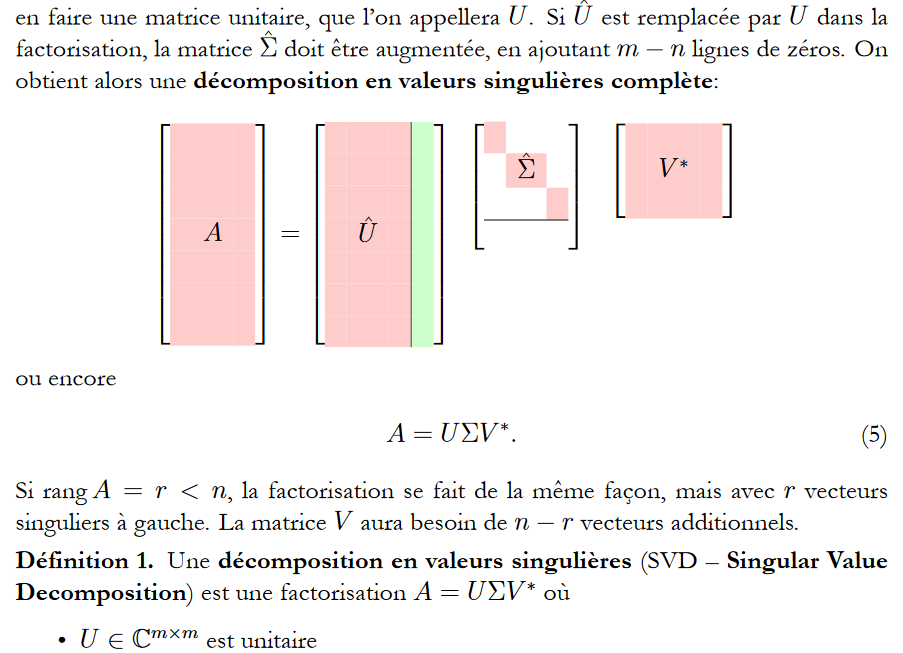 en faire une matrice unitaire, que l'on appellera U. Si Û est remplacée par U dans la
factorisation, la matrice Σ̂ doit être augmentée, en ajoutant m − n lignes de zéros. On
obtient alors une décomposition en valeurs singulières complète:
A = Û Σ̂ V*
ou encore
A = UΣV*. (5)
Si rang A = r < n, la factorisation se fait de la même façon, mais avec r vecteurs
singuliers à gauche. La matrice V aura besoin de n − r vecteurs additionnels.
Définition 1. Une décomposition en valeurs singulières (SVD – Singular Value
Decomposition) est une factorisation A = UΣV* où
• U ∈ ℂᵐˣᵐ est unitaire